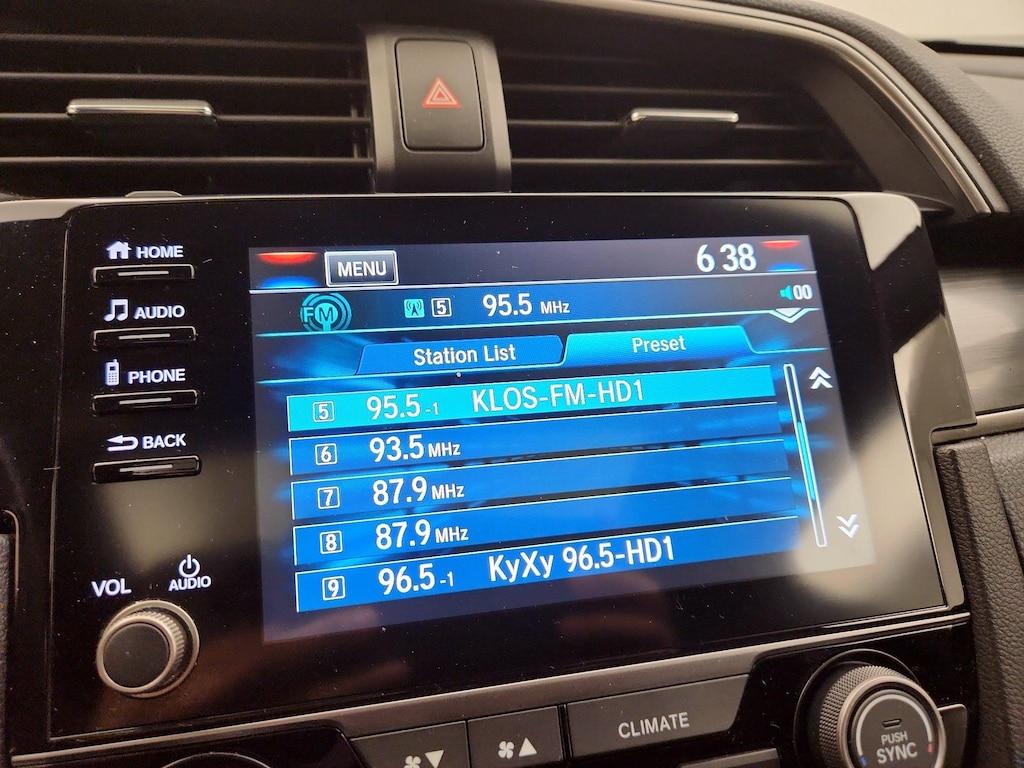 HOME
MENU
6 38
AUDIO
FM
5 95.5 MHz
00
PHONE
Station List
Preset
BACK
5 95.5-1 KLOS-FM-HD1
6 93.5 MHz
7 87.9 MHz
8 87.9 MHz
9 96.5-1 KyXy 96.5-HD1
VOL
AUDIO
CLIMATE
PUSH
SYNC